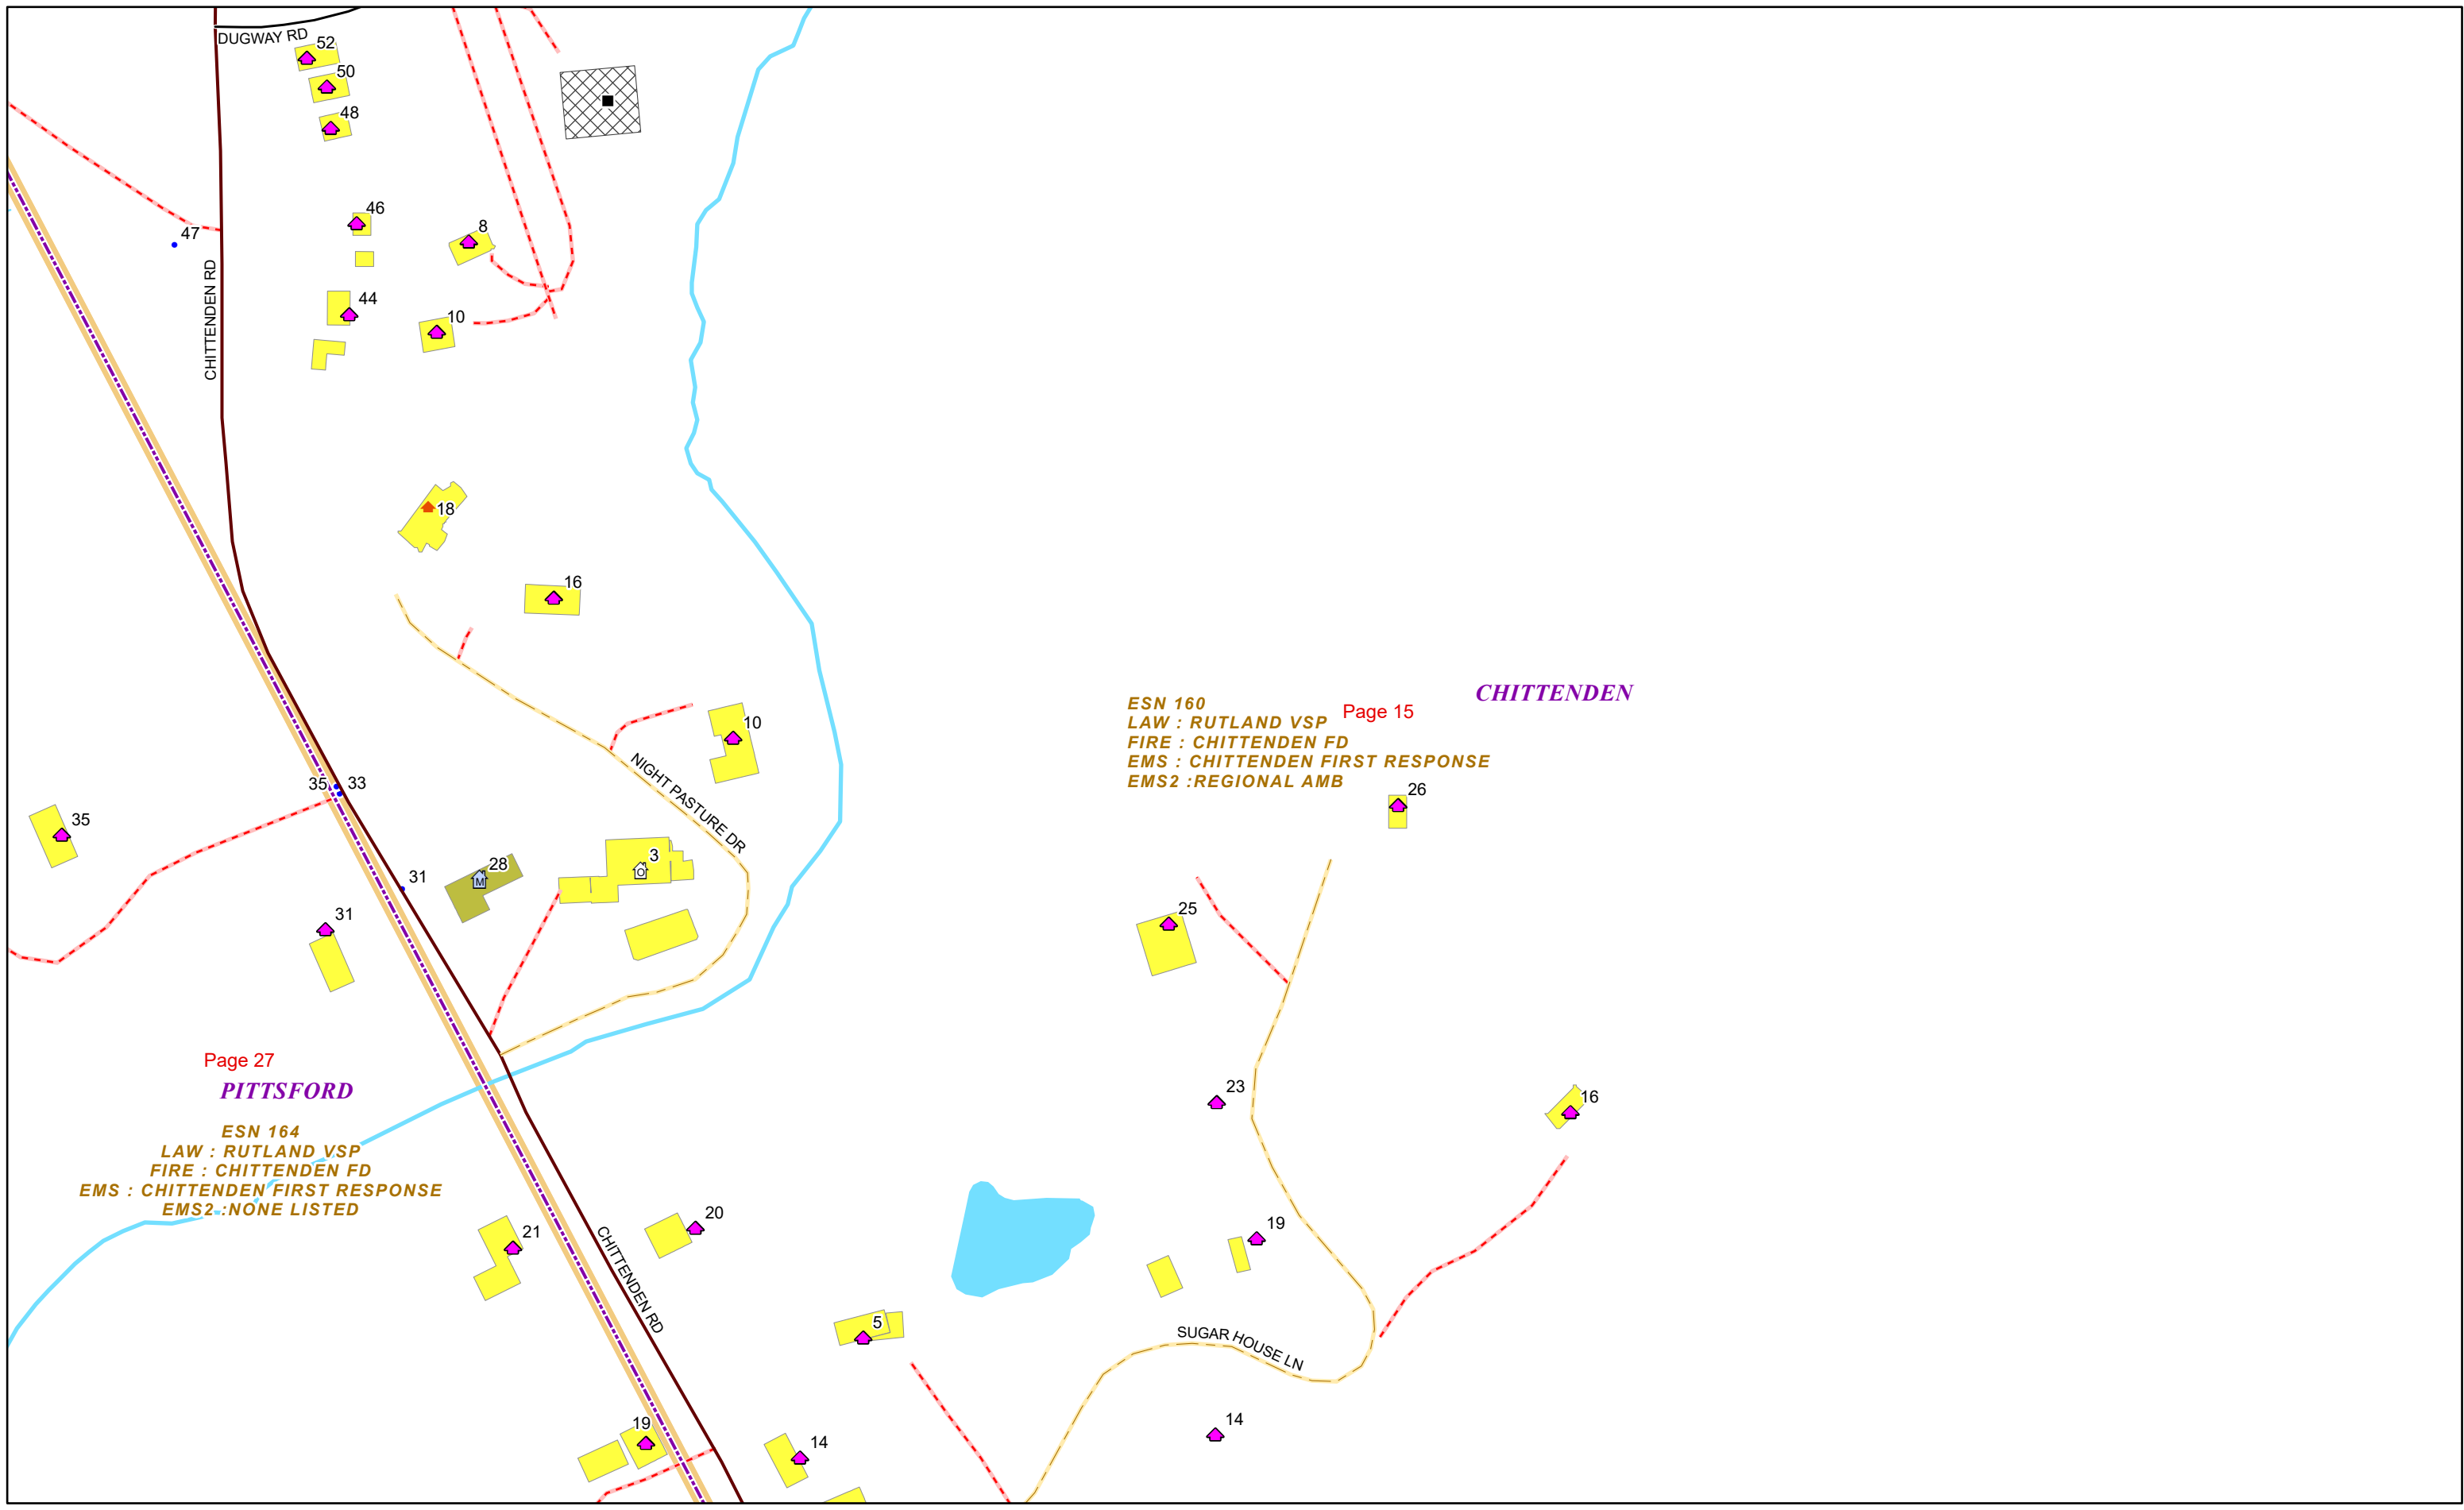 DUGWAY RD
52
50
48
46
47
8
CHITTENDEN RD
44
10
18
16
CHITTENDEN
ESN 160
Page 15
LAW : RUTLAND VSP
FIRE : CHITTENDEN FD
EMS : CHITTENDEN FIRST RESPONSE
EMS2 :REGIONAL AMB
10
NIGHT PASTURE DR
35
33
26
35
3
O
28
M
31
25
31
Page 27
PITTSFORD
23
16
ESN 164
LAW : RUTLAND VSP
FIRE : CHITTENDEN FD
EMS : CHITTENDEN FIRST RESPONSE
EMS2 :NONE LISTED
20
21
19
CHITTENDEN RD
5
SUGAR HOUSE LN
19
14
14